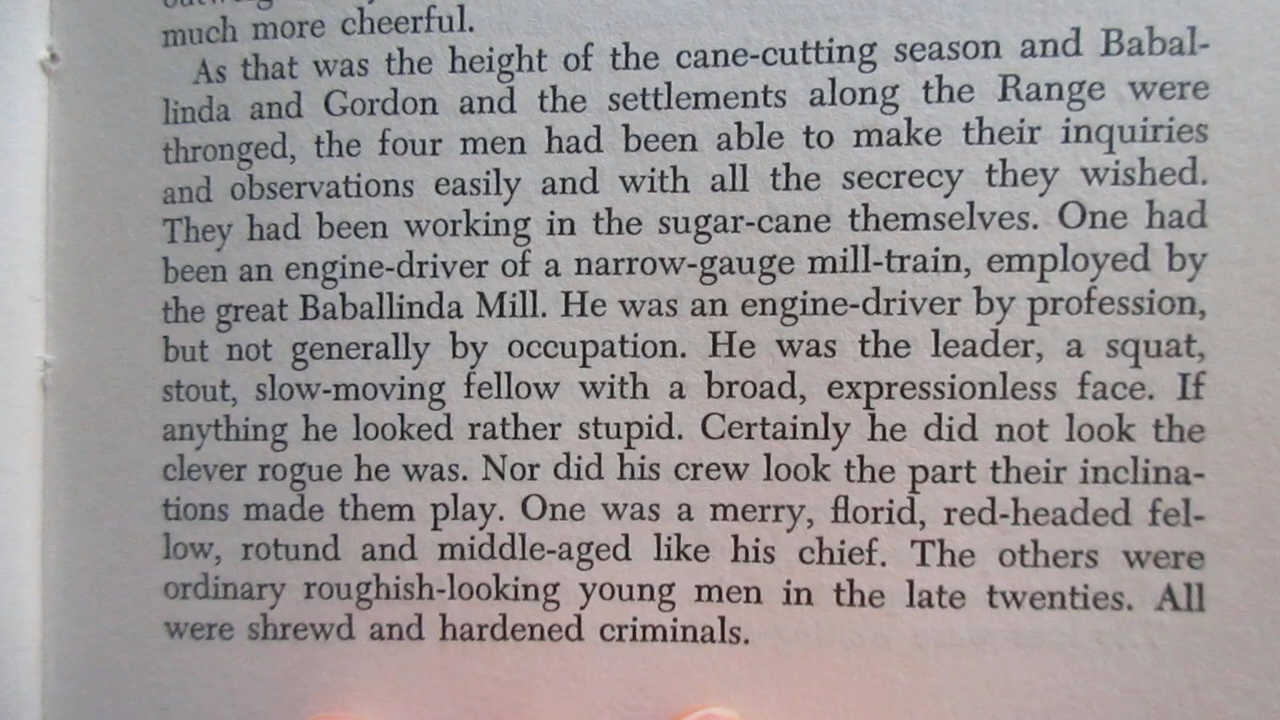 much more cheerful.
As that was the height of the cane-cutting season and Babal-
linda and Gordon and the settlements along the Range were
thronged, the four men had been able to make their inquiries
and observations easily and with all the secrecy they wished.
They had been working in the sugar-cane themselves. One had
been an engine-driver of a narrow-gauge mill-train, employed by
the great Baballinda Mill. He was an engine-driver by profession,
but not generally by occupation. He was the leader, a squat,
stout, slow-moving fellow with a broad, expressionless face. If
anything he looked rather stupid. Certainly he did not look the
clever rogue he was. Nor did his crew look the part their inclina-
tions made them play. One was a merry, florid, red-headed fel-
low, rotund and middle-aged like his chief. The others were
ordinary roughish-looking young men in the late twenties. All
were shrewd and hardened criminals.